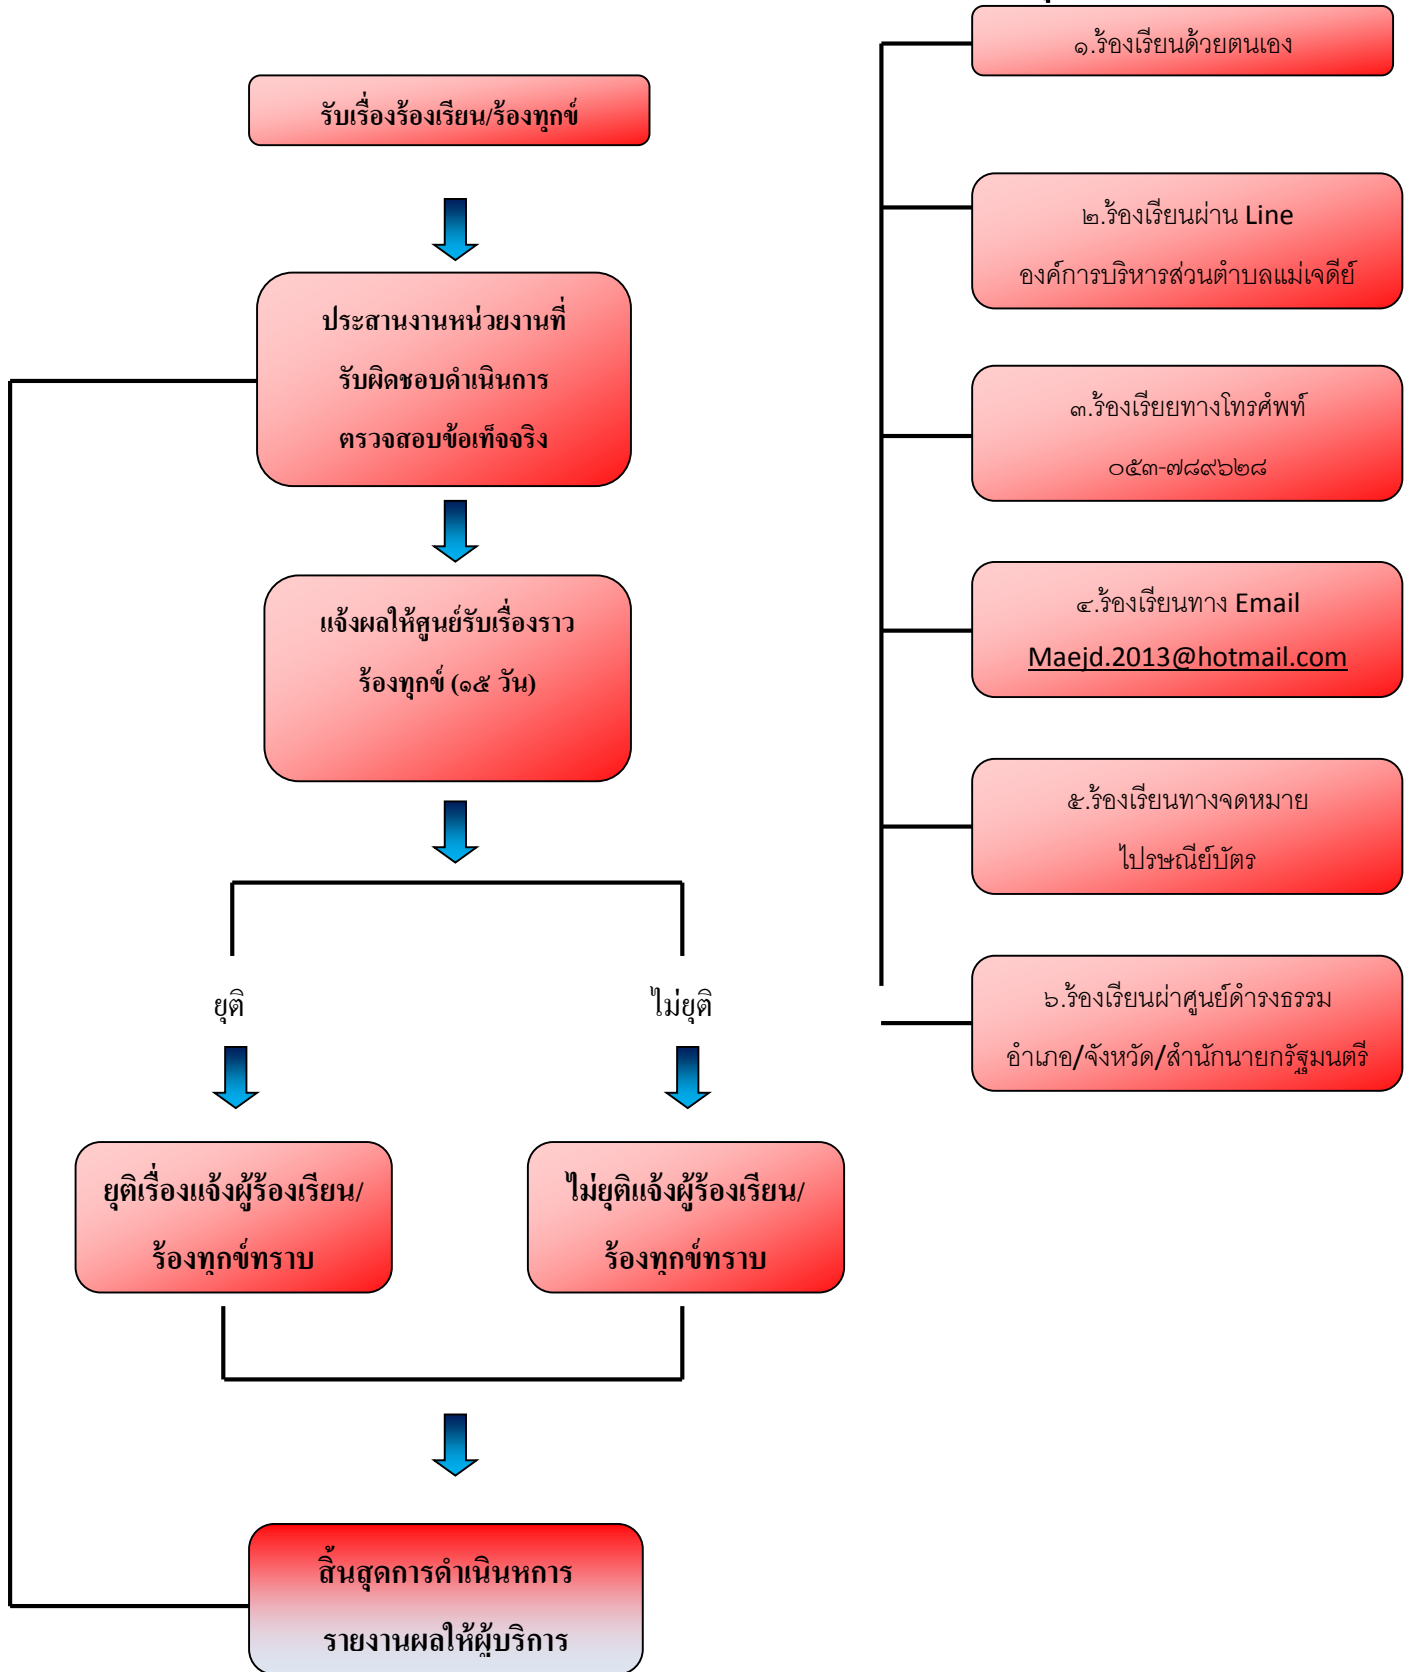 รับเรื่องร้องเรียน/ร้องทุกข์
ประสานงานหน่วยงานที่
รับผิดชอบดำเนินการ
ตรวจสอบข้อเท็จจริง
แจ้งผลให้ศูนย์รับเรื่องราว
ร้องทุกข์ (๑๕ วัน)
ยุติ
ไม่ยุติ
ยุติเรื่องแจ้งผู้ร้องเรียน/
ร้องทุกข์ทราบ
ไม่ยุติแจ้งผู้ร้องเรียน/
ร้องทุกข์ทราบ
สิ้นสุดการดำเนินหการ
รายงานผลให้ผู้บริการ
๑.ร้องเรียนด้วยตนเอง
๒.ร้องเรียนผ่าน Line
องค์การบริหารส่วนตำบลแม่เจดีย์
๓.ร้องเรียยทางโทรศํพท์
๐๕๓-๗๘๙๖๒๘
๔.ร้องเรียนทาง Email
Maejd.2013@hotmail.com
๕.ร้องเรียนทางจดหมาย
ไปรษณีย์บัตร
๖.ร้องเรียนผ่าศูนย์ดำรงธรรม
อำเภอ/จังหวัด/สำนักนายกรัฐมนตรี